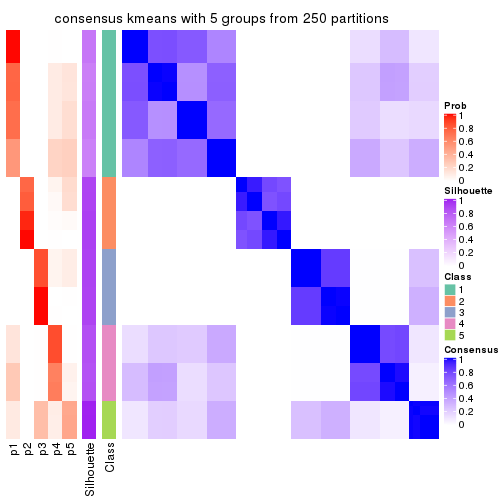 consensus kmeans with 5 groups from 250 partitions
Prob
1
0.8
0.6
0.4
0.2
0
Silhouette
1
0.8
0.6
0.4
0.2
0
Class
1
2
3
4
5
Consensus
1
0.8
0.6
0.4
0.2
0
p1
p2
p3
p4
p5
Silhouette
Class